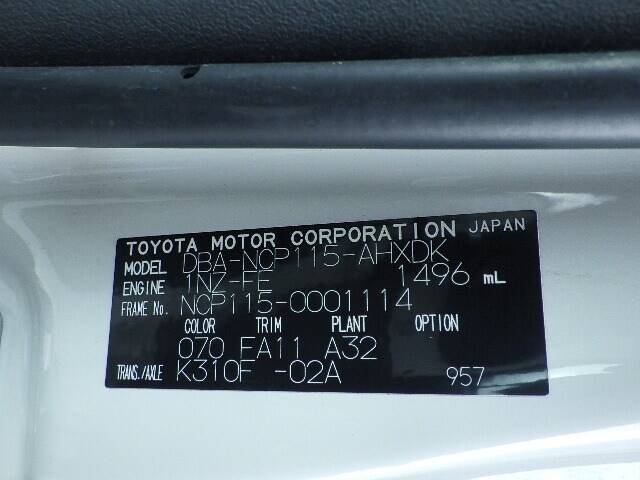 TOYOTA MOTOR CORPORATION JAPAN
MODEL DBA-NCP115-AHXDK
ENGINE 1NZ-FE 1496 mL
FRAME No. NCP115-0001114
COLOR TRIM PLANT OPTION
070 FA11 A32
TRANS./AXLE K310F -02A 957